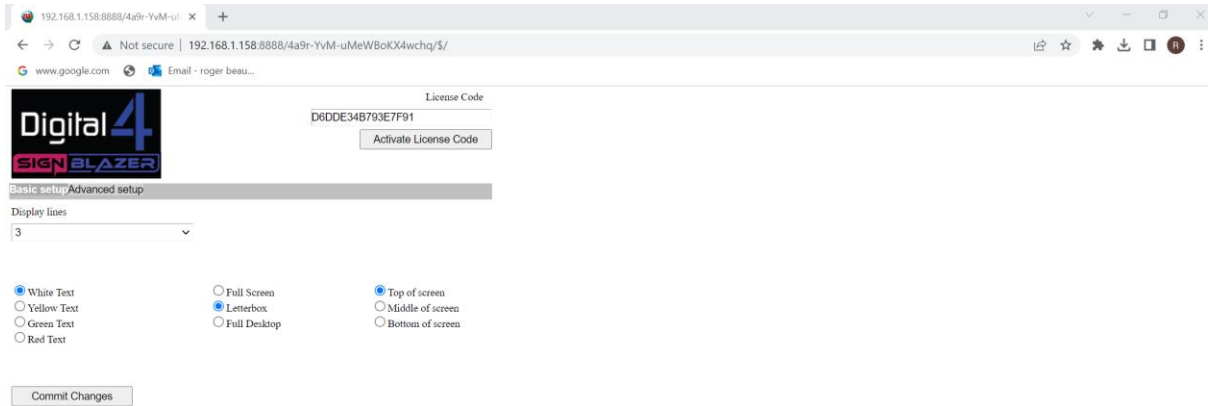 192.168.1.158:8888/4a9r-YvM-uM
Not secure | 192.168.1.158:8888/4a9r-YvM-uMeWBoKX4wchq/$/
www.google.com Email - roger beau...
R
License Code
D6DDE34B793E7F91
Activate License Code
Digital 4
SIGN BLAZER
Basic setup Advanced setup
Display lines
3
White Text Full Screen Top of screen
Yellow Text Letterbox Middle of screen
Green Text Full Desktop Bottom of screen
Red Text
Commit Changes